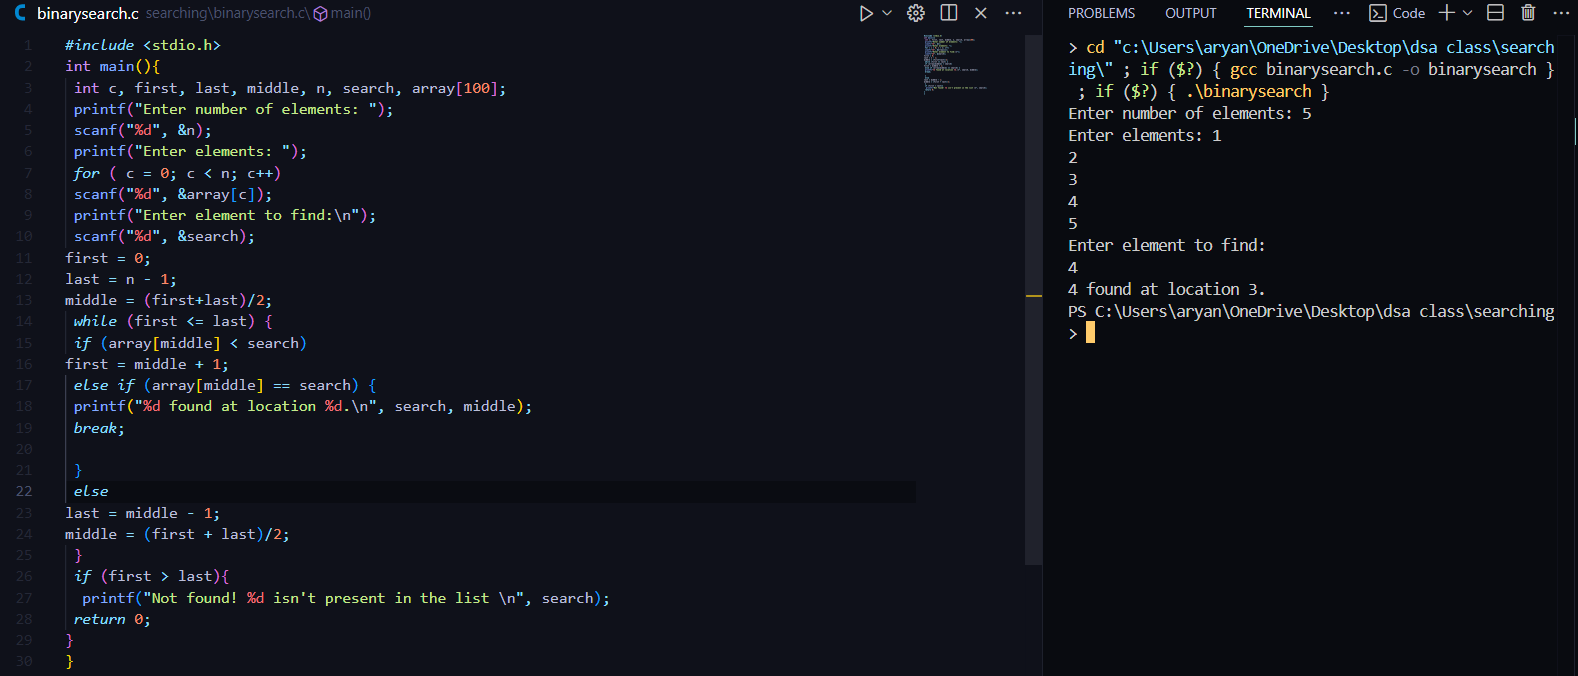 binarysearch.c searching\binarysearch.c\ main()
1 #include <stdio.h>
2 int main(){
3 int c, first, last, middle, n, search, array[100];
4 printf("Enter number of elements: ");
5 scanf("%d", &n);
6 printf("Enter elements: ");
7 for ( c = 0; c < n; c++)
8 scanf("%d", &array[c]);
9 printf("Enter element to find:\n");
10 scanf("%d", &search);
11 first = 0;
12 last = n - 1;
13 middle = (first+last)/2;
14 while (first <= last) {
15 if (array[middle] < search)
16 first = middle + 1;
17 else if (array[middle] == search) {
18 printf("%d found at location %d.\n", search, middle);
19 break;
20
21 }
22 else
23 last = middle - 1;
24 middle = (first + last)/2;
25 }
26 if (first > last){
27 printf("Not found! %d isn't present in the list \n", search);
28 return 0;
29 }
30 }
PROBLEMS OUTPUT TERMINAL ··· Code
> cd "c:\Users\aryan\OneDrive\Desktop\dsa class\search
ing\" ; if ($?) { gcc binarysearch.c -o binarysearch }
; if ($?) { .\binarysearch }
Enter number of elements: 5
Enter elements: 1
2
3
4
5
Enter element to find:
4
4 found at location 3.
PS C:\Users\aryan\OneDrive\Desktop\dsa class\searching
>